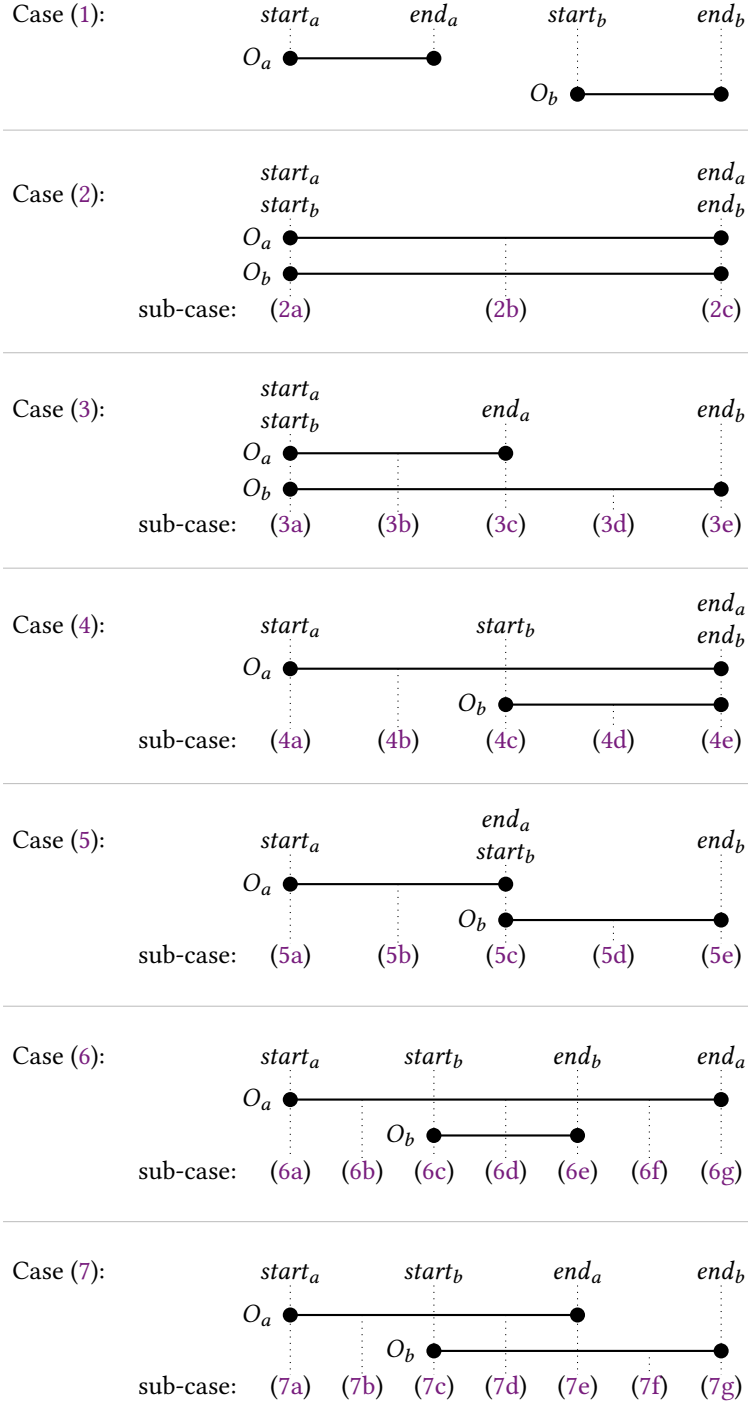 Case (1): start_a end_a start_b end_b
O_a
O_b
start_a end_a
Case (2):
start_b end_b
O_a
O_b
sub-case: (2a) (2b) (2c)
start_a
Case (3): end_a end_b
start_b
O_a
O_b
sub-case: (3a) (3b) (3c) (3d) (3e)
end_a
Case (4): start_a start_b
end_b
O_a
O_b
sub-case: (4a) (4b) (4c) (4d) (4e)
end_a
Case (5): start_a end_b
start_b
O_a
O_b
sub-case: (5a) (5b) (5c) (5d) (5e)
Case (6): start_a start_b end_b end_a
O_a
O_b
sub-case: (6a) (6b) (6c) (6d) (6e) (6f) (6g)
Case (7): start_a start_b end_a end_b
O_a
O_b
sub-case: (7a) (7b) (7c) (7d) (7e) (7f) (7g)